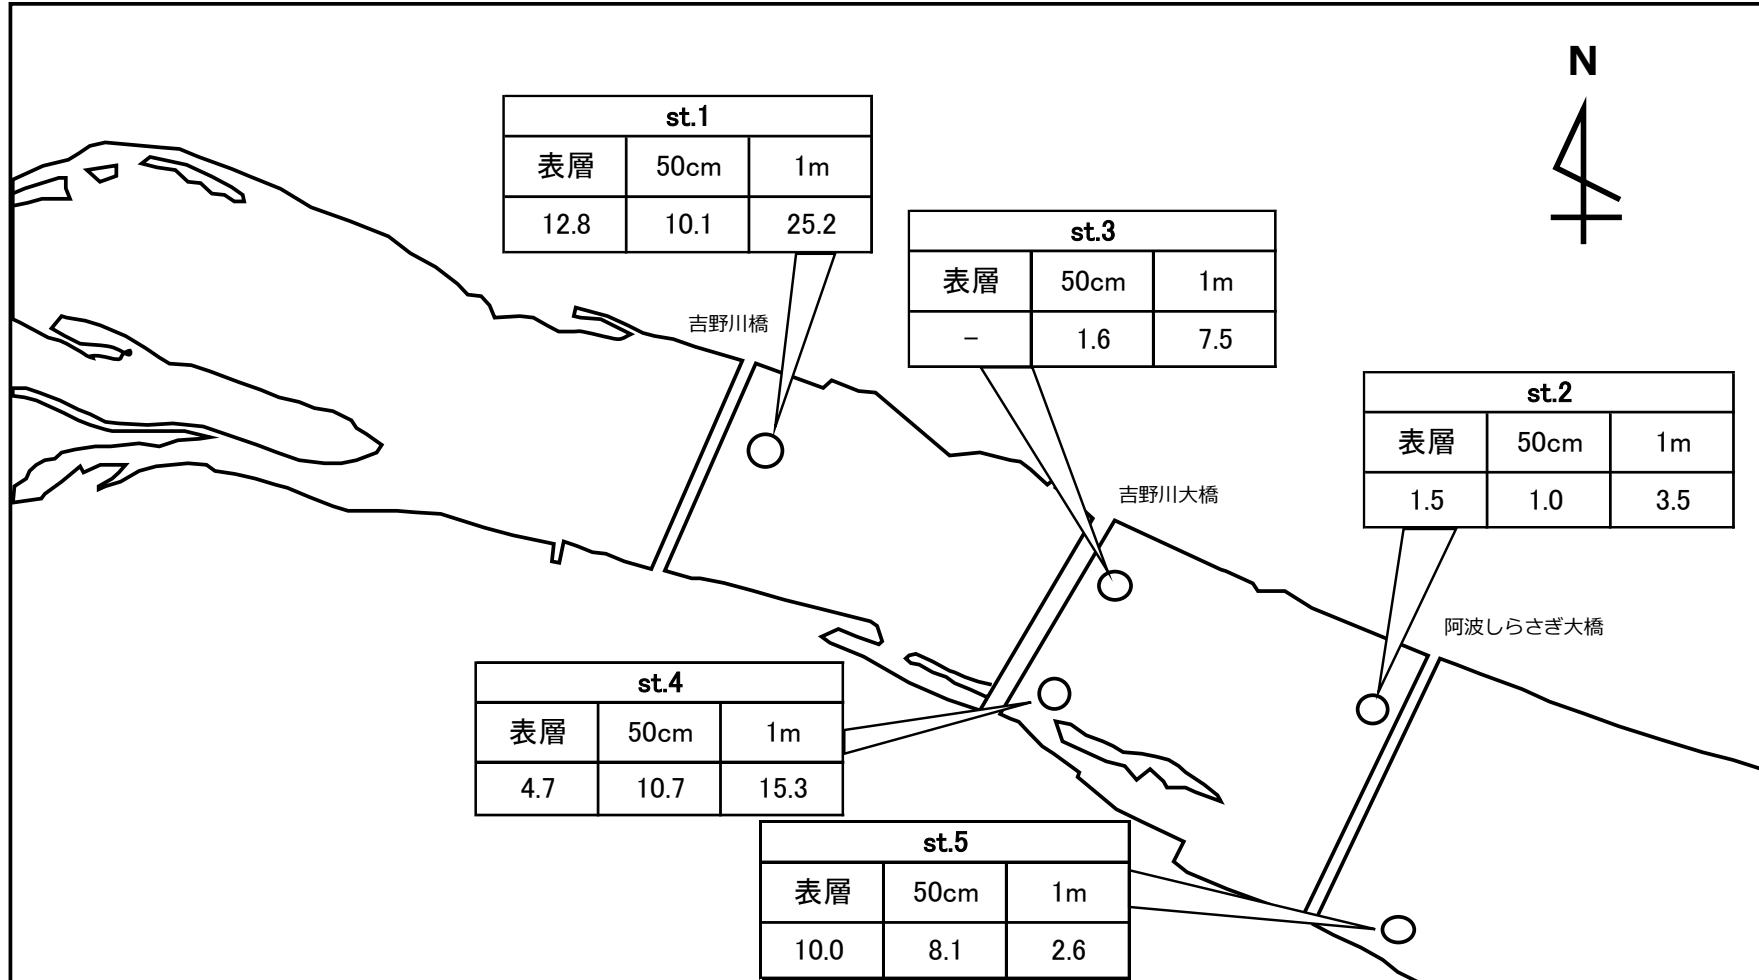 N
st.1
表層 50cm 1m
12.8 10.1 25.2
st.3
表層 50cm 1m
− 1.6 7.5
吉野川橋
st.2
表層 50cm 1m
1.5 1.0 3.5
吉野川大橋
阿波しらさぎ大橋
st.4
表層 50cm 1m
4.7 10.7 15.3
st.5
表層 50cm 1m
10.0 8.1 2.6